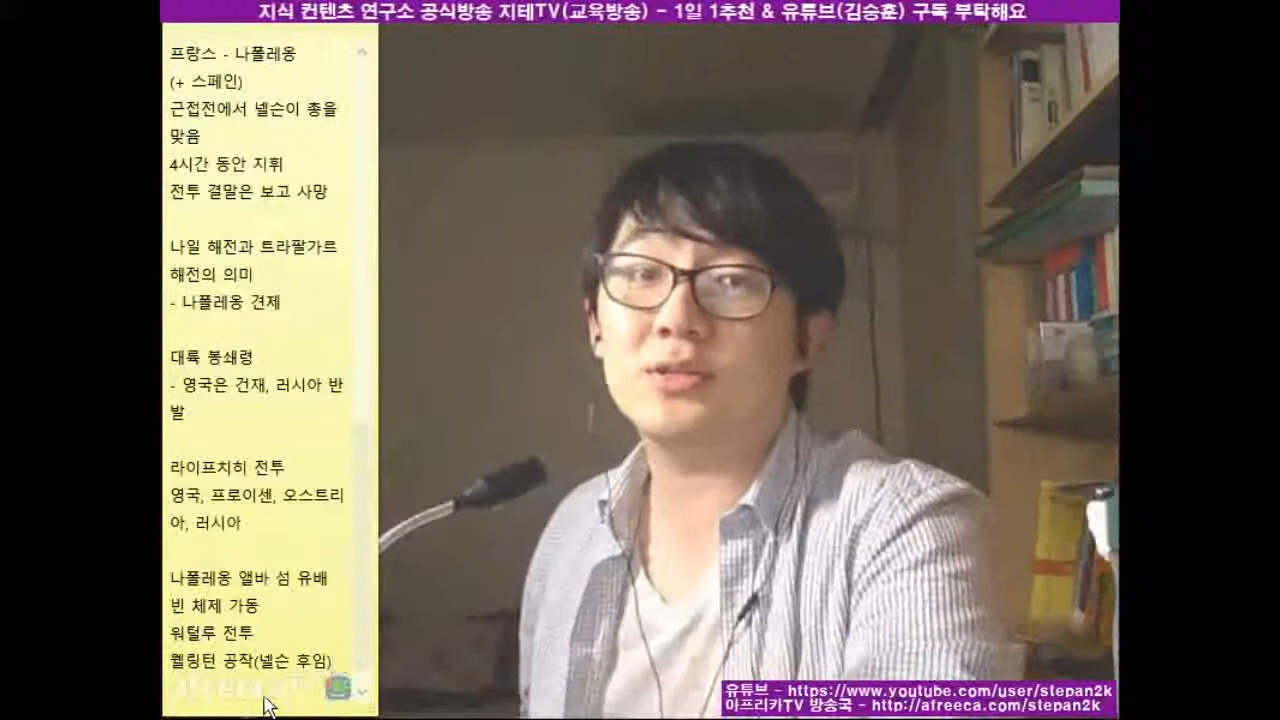 지식 컨텐츠 연구소 공식방송 지테TV(교육방송) - 1일 1추천 & 유튜브(김승훈) 구독 부탁해요
프랑스 - 나폴레옹
(+ 스페인)
근접전에서 넬슨이 총을
맞음
4시간 동안 지휘
전투 결말은 보고 사망
나일 해전과 트라팔가르
해전의 의미
- 나폴레옹 견제
대륙 봉쇄령
- 영국은 건재, 러시아 반
발
라이프치히 전투
영국, 프로이센, 오스트리
아, 러시아
나폴레옹 앨바 섬 유배
빈 체제 가동
워털루 전투
웰링턴 공작(넬슨 후임)
유튜브 - https://www.youtube.com/user/stepan2k
아프리카TV 방송국 - http://afreeca.com/stepan2k